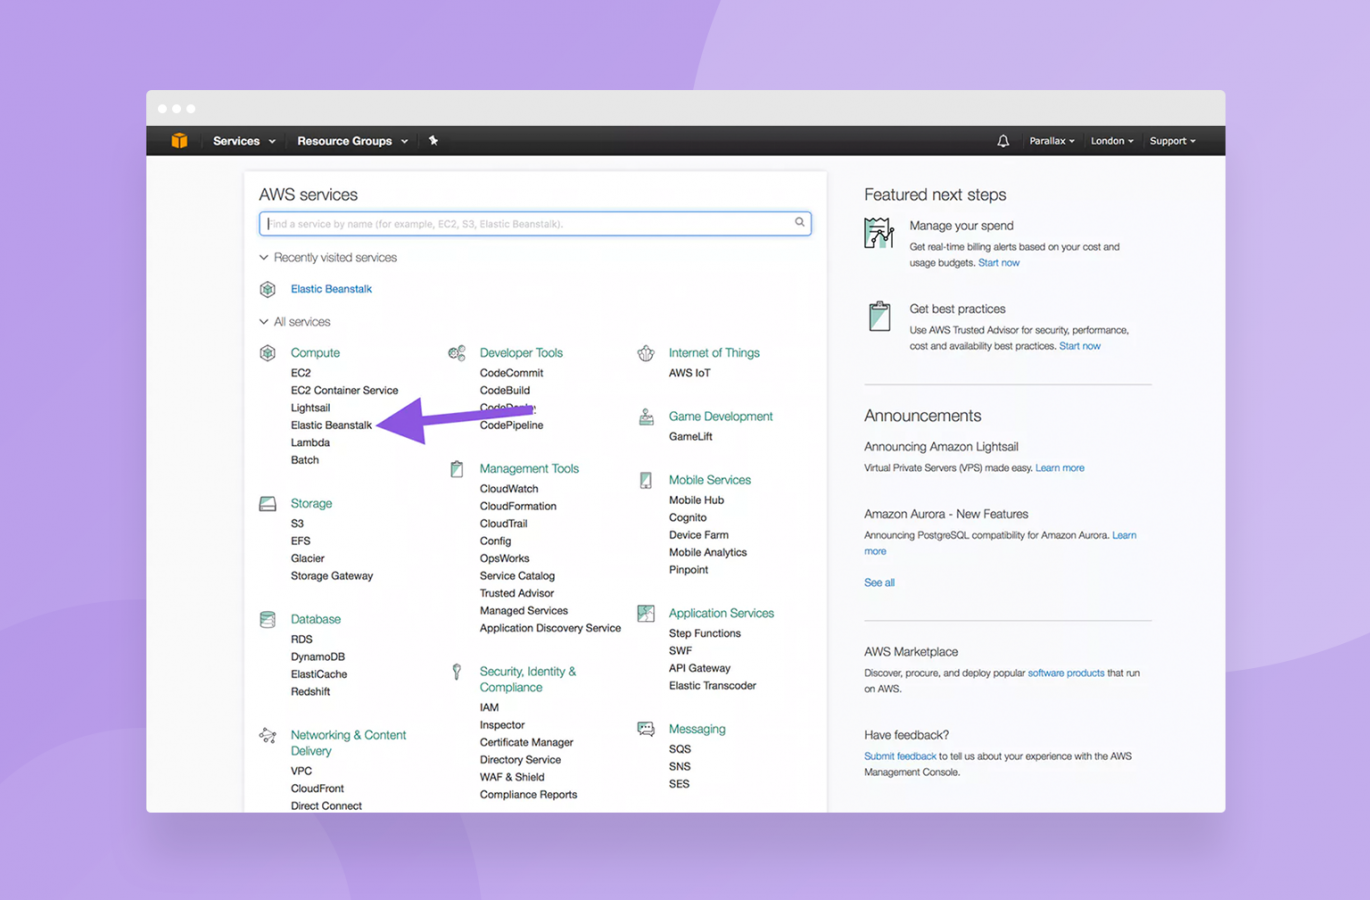 Services
Resource Groups
Parallax
London
Support
AWS services
Find a service by name (for example, EC2, S3, Elastic Beanstalk).
Recently visited services
Elastic Beanstalk
All services
Compute
EC2
EC2 Container Service
Lightsail
Elastic Beanstalk
Lambda
Batch
Storage
S3
EFS
Glacier
Storage Gateway
Database
RDS
DynamoDB
ElastiCache
Redshift
Networking & Content
Delivery
VPC
CloudFront
Direct Connect
Developer Tools
CodeCommit
CodeBuild
CodePipeline
Management Tools
CloudWatch
CloudFormation
CloudTrail
Config
OpsWorks
Service Catalog
Trusted Advisor
Managed Services
Application Discovery Service
Security, Identity &
Compliance
IAM
Inspector
Certificate Manager
Directory Service
WAF & Shield
Compliance Reports
Internet of Things
AWS IoT
Game Development
GameLift
Mobile Services
Mobile Hub
Cognito
Device Farm
Mobile Analytics
Pinpoint
Application Services
Step Functions
SWF
API Gateway
Elastic Transcoder
Messaging
SQS
SNS
SES
Featured next steps
Manage your spend
Get real-time billing alerts based on your cost and
usage budgets. Start now
Get best practices
Use AWS Trusted Advisor for security, performance,
cost and availability best practices. Start now
Announcements
Announcing Amazon Lightsail
Virtual Private Servers (VPS) made easy. Learn more
Amazon Aurora - New Features
Announcing PostgreSQL compatibility for Amazon Aurora. Learn
more
See all
AWS Marketplace
Discover, procure, and deploy popular software products that run
on AWS.
Have feedback?
Submit feedback to tell us about your experience with the AWS
Management Console.